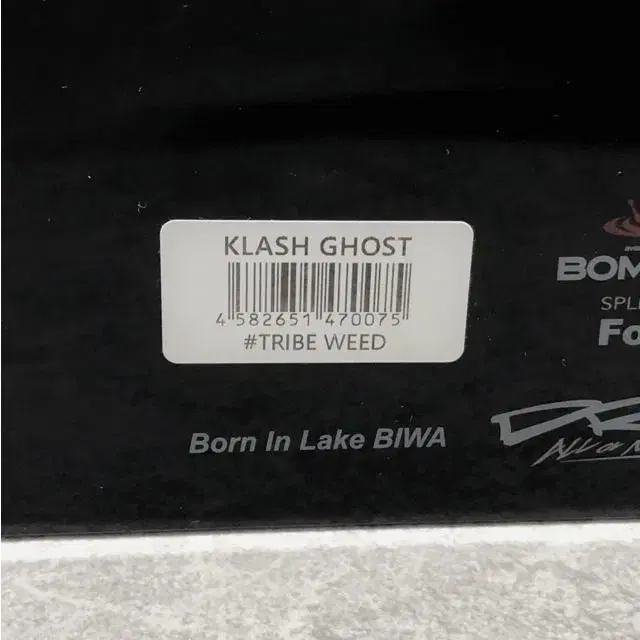 KLASH GHOST
4 582651 470075
#TRIBE WEED
Born In Lake BIWA